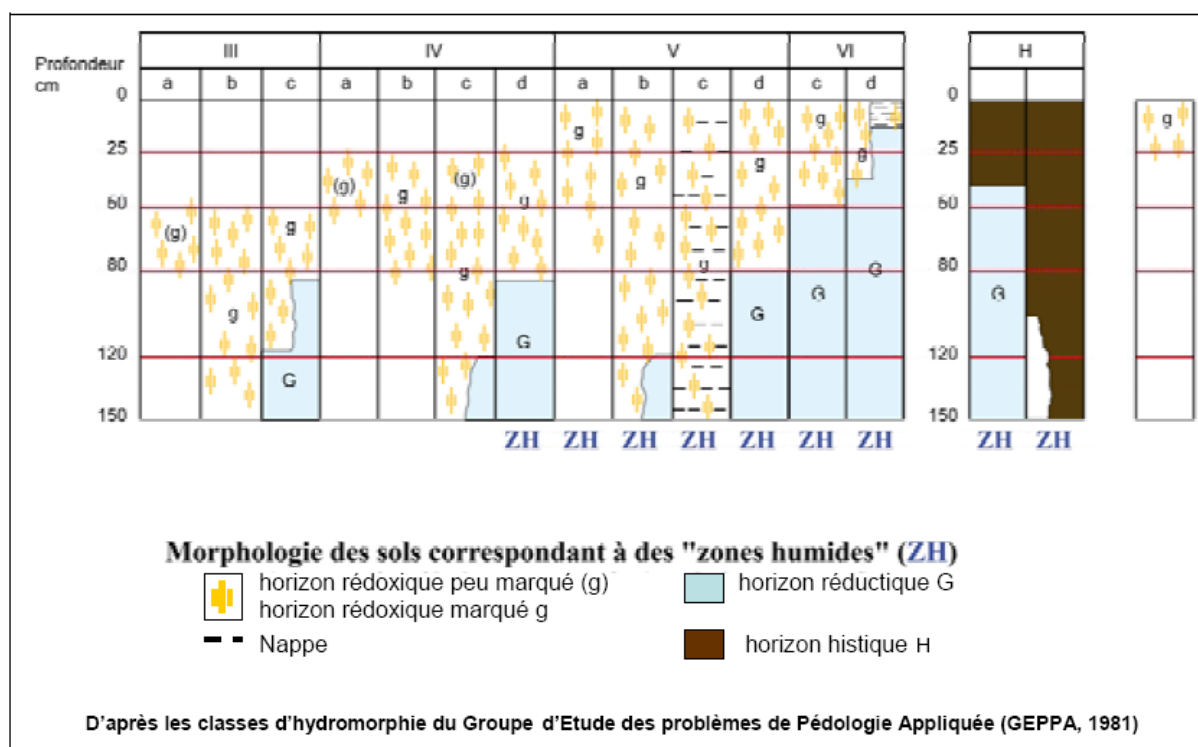 III IV V VI H
Profondeur
cm
a b c a b c d a b c d c d
0 0
g g g
25 25
g
(g) g (g) g g g
50 50
(g) g
80 80
g g G
g G G G G
120 120
G
150 150
ZH ZH ZH ZH ZH ZH ZH ZH ZH
Morphologie des sols correspondant à des "zones humides" (ZH)
horizon rédoxique peu marqué (g) horizon réductique G
horizon rédoxique marqué g
Nappe horizon histique H
D'après les classes d'hydromorphie du Groupe d'Etude des problèmes de Pédologie Appliquée (GEPPA, 1981)